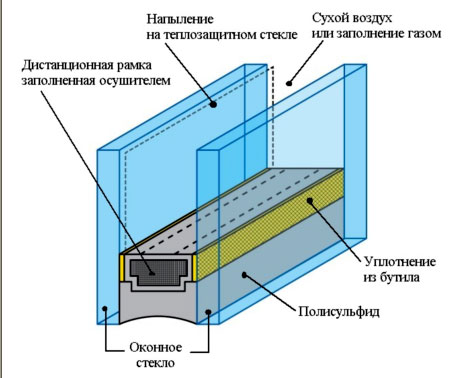 Напыление
на теплозащитном стекле
Сухой воздух
или заполнение газом
Дистанционная рамка
заполненная осушителем
Уплотнение
из бутила
Полисульфид
Оконное
стекло